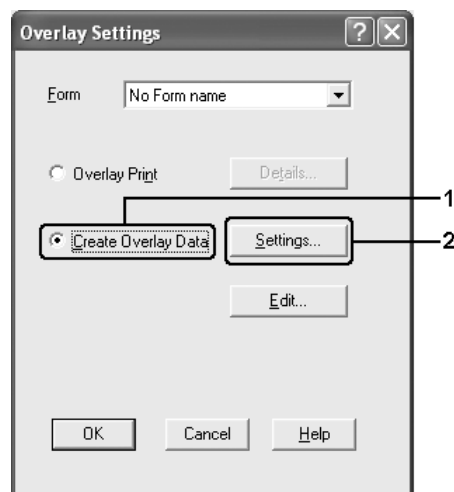 Overlay Settings
Form No Form name
Overlay Print Details...
1
Create Overlay Data Settings... 2
Edit...
OK Cancel Help